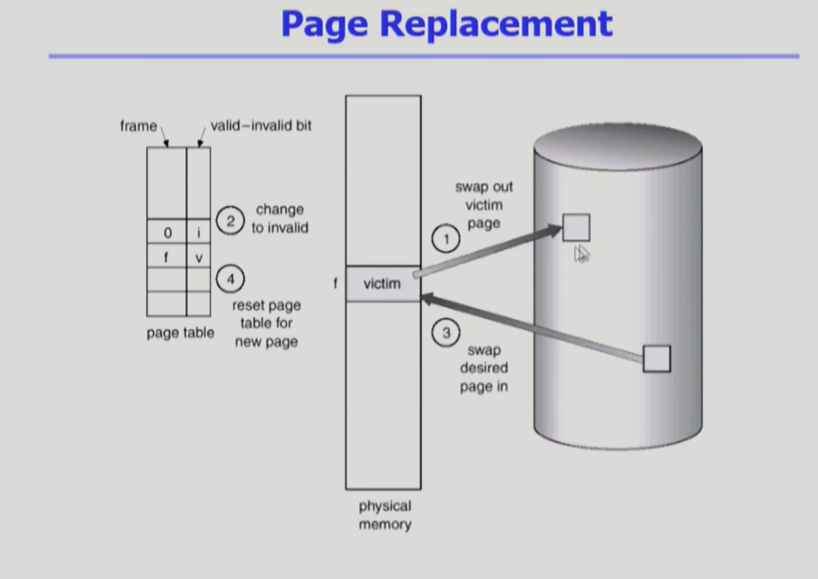 Page Replacement
frame
valid–invalid bit
0 i
f v
2
change
to invalid
4
reset page
table for
new page
page table
f
victim
physical
memory
1
swap out
victim
page
3
swap
desired
page in